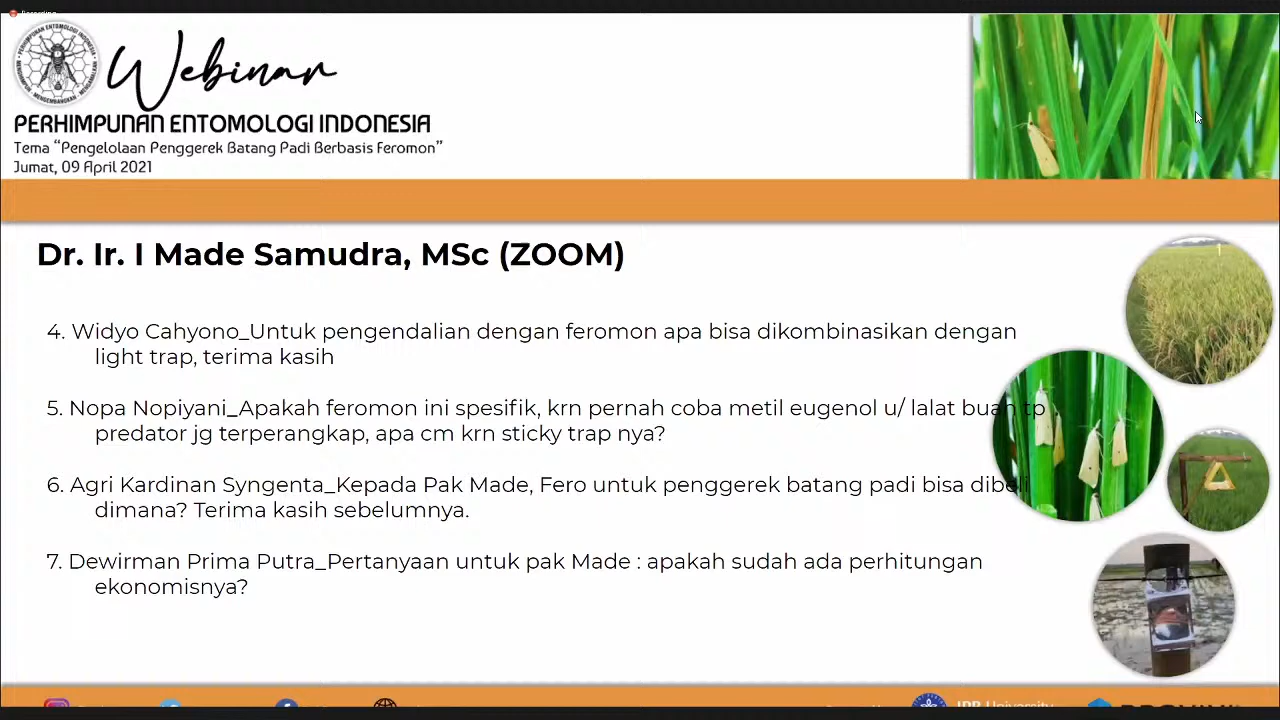 Webinar
PERHIMPUNAN ENTOMOLOGI INDONESIA
Tema “Pengelolaan Penggerek Batang Padi Berbasis Feromon”
Jumat, 09 April 2021
Dr. Ir. I Made Samudra, MSc (ZOOM)
4. Widyo Cahyono_Untuk pengendalian dengan feromon apa bisa dikombinasikan dengan
light trap, terima kasih
5. Nopa Nopiyani_Apakah feromon ini spesifik, krn pernah coba metil eugenol u/ lalat buah tp
predator jg terperangkap, apa cm krn sticky trap nya?
6. Agri Kardinan Syngenta_Kepada Pak Made, Fero untuk penggerek batang padi bisa dibeli
dimana? Terima kasih sebelumnya.
7. Dewirman Prima Putra_Pertanyaan untuk pak Made : apakah sudah ada perhitungan
ekonomisnya?
IPB University